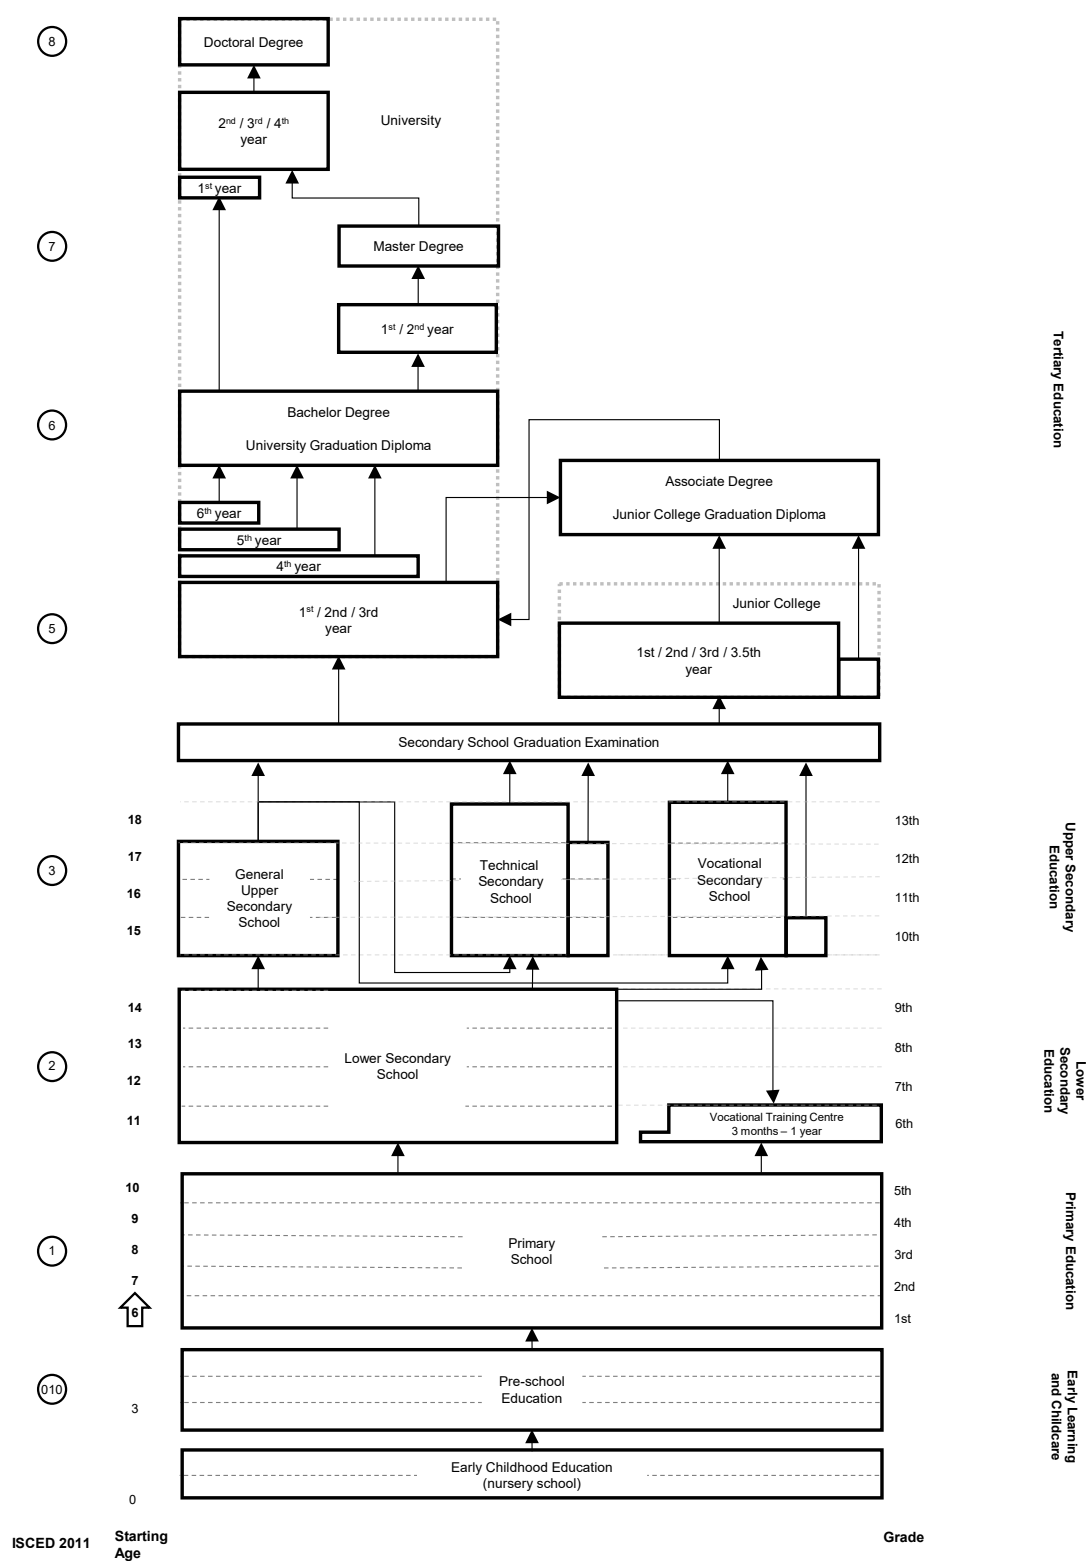 8
Doctoral Degree
2nd / 3rd / 4th
year
University
1st year
7
Master Degree
1st / 2nd year
Tertiary Education
6
Bachelor Degree
University Graduation Diploma
Associate Degree
Junior College Graduation Diploma
6th year
5th year
4th year
5
1st / 2nd / 3rd
year
Junior College
1st / 2nd / 3rd / 3.5th
year
Secondary School Graduation Examination
18
13th
17
12th
16
11th
15
10th
3
General
Upper
Secondary
School
Technical
Secondary
School
Vocational
Secondary
School
Upper Secondary
Education
14
9th
13
8th
12
7th
11
6th
2
Lower Secondary
School
Vocational Training Centre
3 months – 1 year
Lower
Secondary
Education
10
5th
9
4th
8
3rd
7
2nd
6
1st
1
Primary
School
Primary Education
010
3
Pre-school
Education
Early Learning
and Childcare
Early Childhood Education
(nursery school)
0
ISCED 2011
Starting
Age
Grade